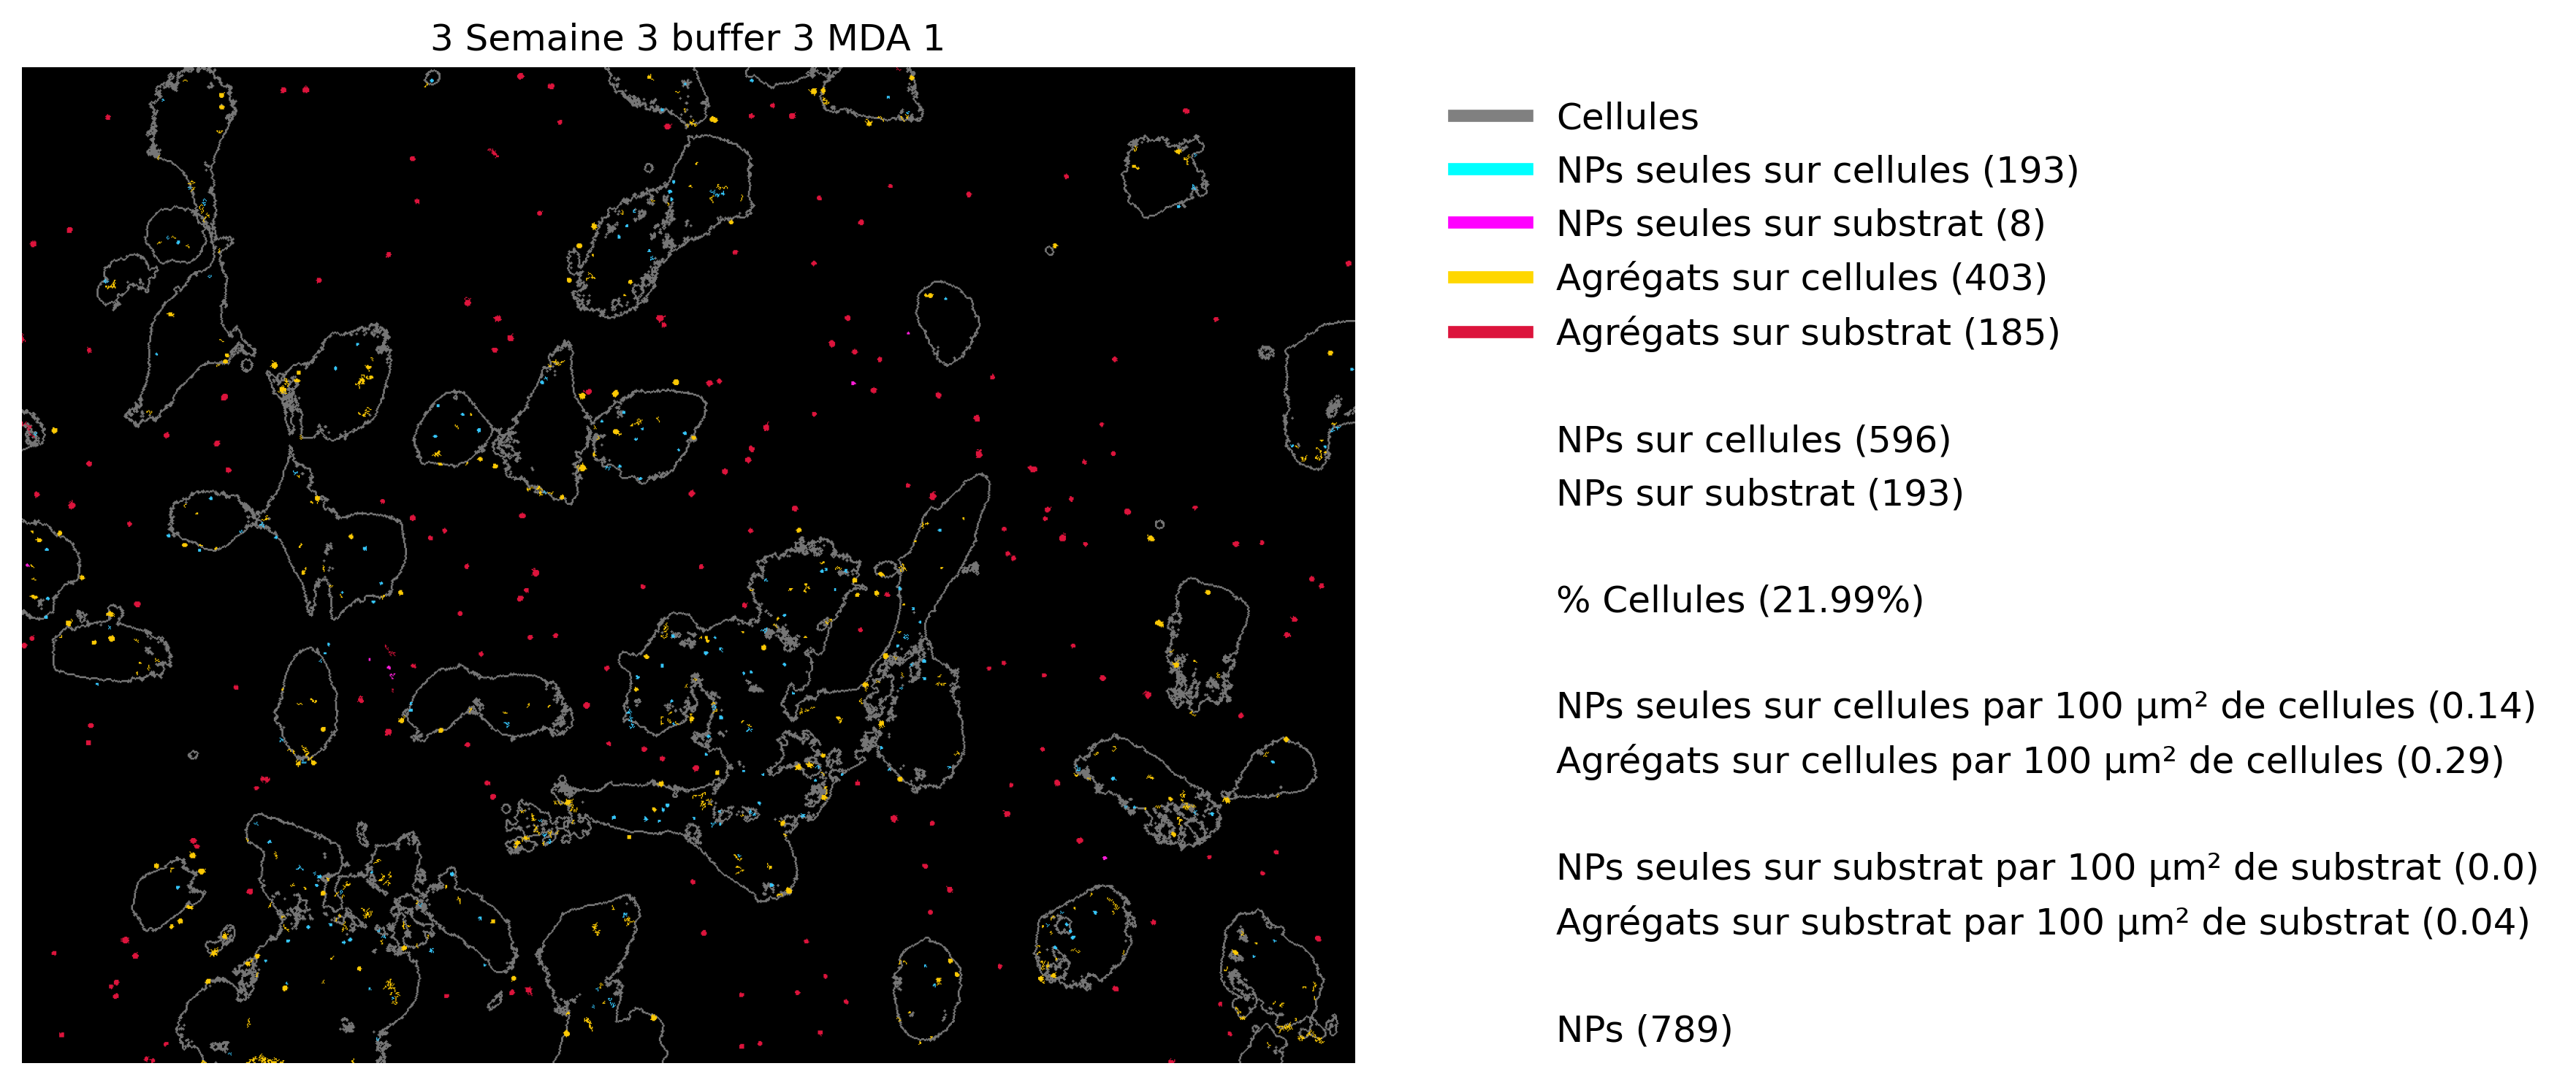 3 Semaine 3 buffer 3 MDA 1
Cellules
NPs seules sur cellules (193)
NPs seules sur substrat (8)
Agrégats sur cellules (403)
Agrégats sur substrat (185)
NPs sur cellules (596)
NPs sur substrat (193)
% Cellules (21.99%)
NPs seules sur cellules par 100 µm² de cellules (0.14)
Agrégats sur cellules par 100 µm² de cellules (0.29)
NPs seules sur substrat par 100 µm² de substrat (0.0)
Agrégats sur substrat par 100 µm² de substrat (0.04)
NPs (789)